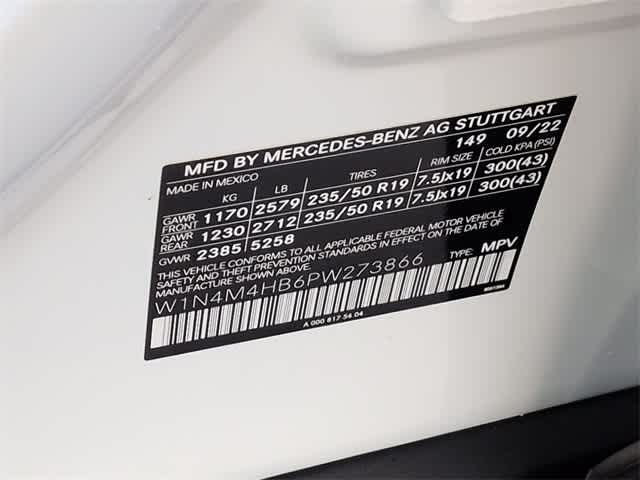 MFD BY MERCEDES-BENZ AG STUTTGART
MADE IN MEXICO 149 09/22
KG LB TIRES RIM SIZE COLD KPA(PSI)
GAWR FRONT 1170 2579 235/50 R19 7.5Jx19 300(43)
GAWR REAR 1230 2712 235/50 R19 7.5Jx19 300(43)
GVWR 2385 5258
THIS VEHICLE CONFORMS TO ALL APPLICABLE FEDERAL MOTOR VEHICLE
SAFETY AND THEFT PREVENTION STANDARDS IN EFFECT ON THE DATE OF
MANUFACTURE SHOWN ABOVE.
W1N4M4HB6PW273866 TYPE: MPV
A 000 817 54 04